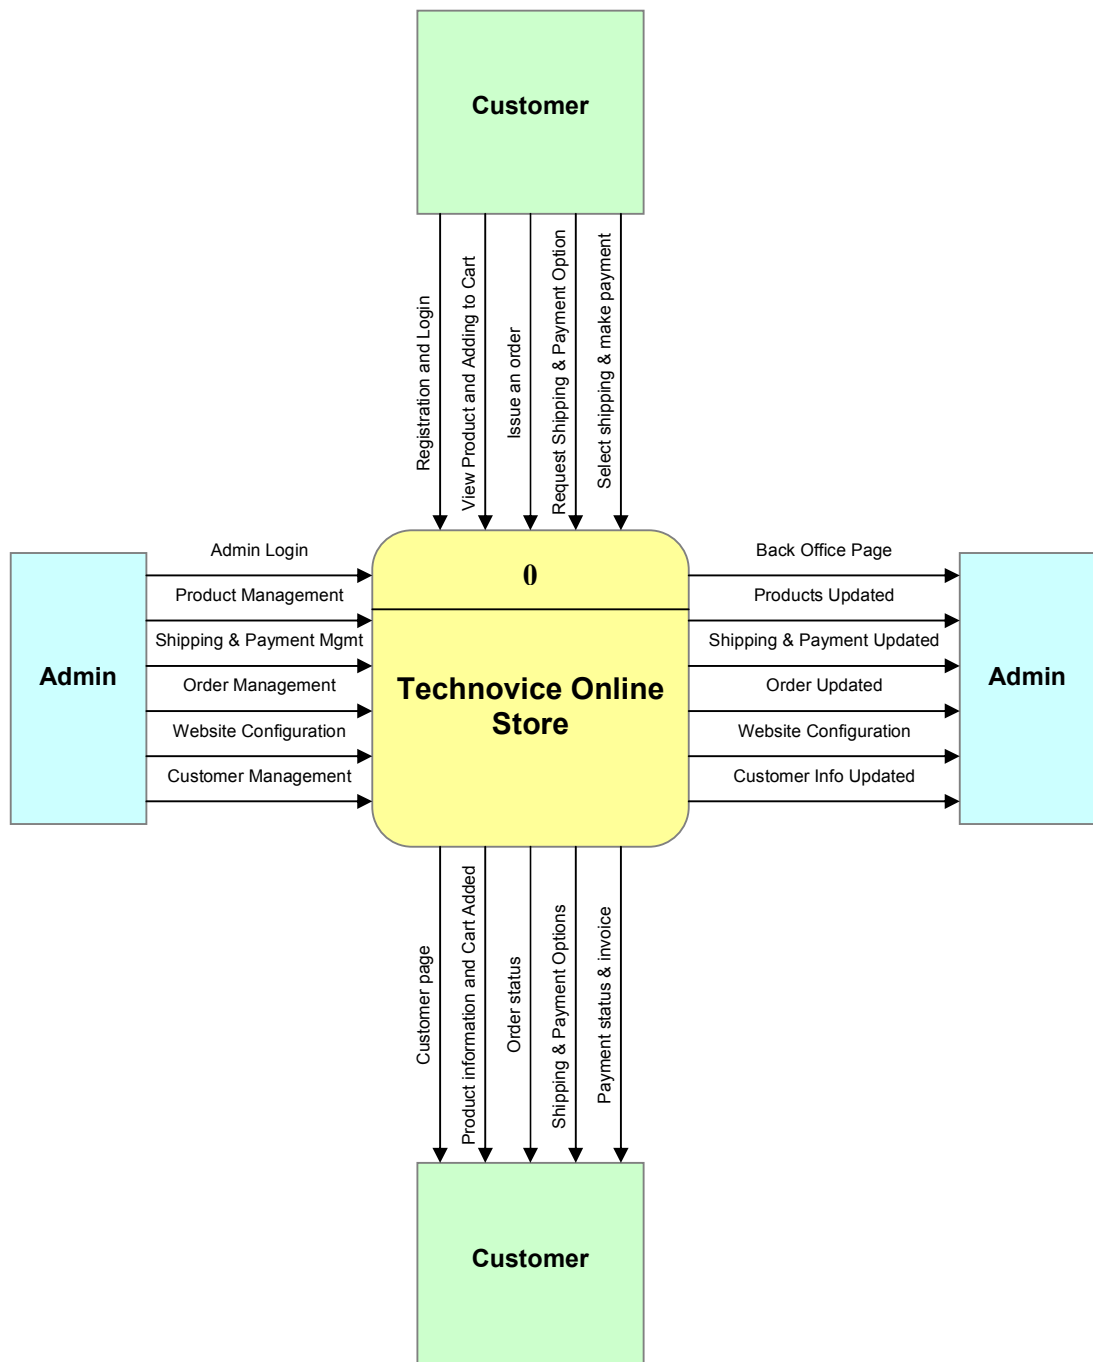 Customer
Registration and Login
View Product and Adding to Cart
Issue an order
Request Shipping & Payment Option
Select shipping & make payment
Admin
Admin Login
Product Management
Shipping & Payment Mgmt
Order Management
Website Configuration
Customer Management
0
Technovice Online
Store
Back Office Page
Products Updated
Shipping & Payment Updated
Order Updated
Website Configuration
Customer Info Updated
Admin
Customer page
Product information and Cart Added
Order status
Shipping & Payment Options
Payment status & invoice
Customer